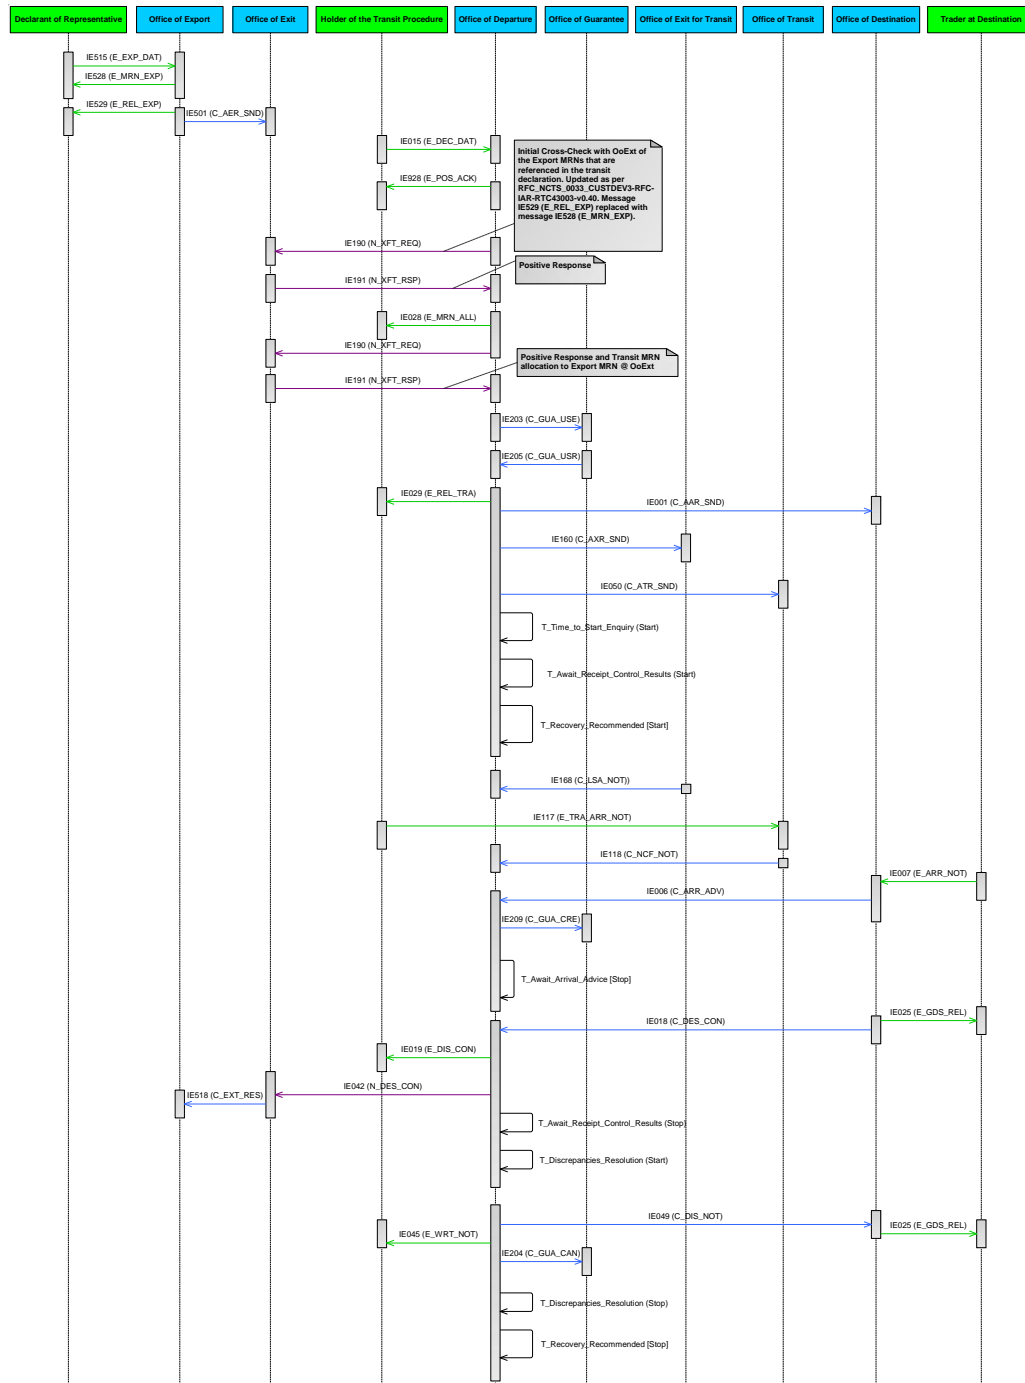 Declarant of Representative
Office of Export
Office of Exit
Holder of the Transit Procedure
Office of Departure
Office of Guarantee
Office of Exit for Transit
Office of Transit
Office of Destination
Trader at Destination
IE515 (E_EXP_DAT)
IE528 (E_MRN_EXP)
IE529 (E_REL_EXP)
IE501 (C_AER_SND)
IE015 (E_DEC_DAT)
Initial Cross-Check with OoExt of
the Export MRNs that are
referenced in the transit
declaration. Updated as per
RFC_NCTS_0033_CUSTDEV3-RFC-
IAR-RTC43003-v0.40. Message
IE529 (E_REL_EXP) replaced with
message IE528 (E_MRN_EXP).
IE928 (E_POS_ACK)
IE190 (N_XFT_REQ)
Positive Response
IE191 (N_XFT_RSP)
IE028 (E_MRN_ALL)
IE190 (N_XFT_REQ)
Positive Response and Transit MRN
allocation to Export MRN @ OoExt
IE191 (N_XFT_RSP)
IE203 (C_GUA_USE)
IE205 (C_GUA_USR)
IE029 (E_REL_TRA)
IE001 (C_AAR_SND)
IE160 (C_AXR_SND)
IE050 (C_ATR_SND)
T_Time_to_Start_Enquiry (Start)
T_Await_Receipt_Control_Results (Start)
T_Recovery_Recommended [Start]
IE168 (C_LSA_NOT))
IE117 (E_TRA_ARR_NOT)
IE118 (C_NCF_NOT)
IE007 (E_ARR_NOT)
IE006 (C_ARR_ADV)
IE209 (C_GUA_CRE)
T_Await_Arrival_Advice [Stop]
IE025 (E_GDS_REL)
IE018 (C_DES_CON)
IE019 (E_DIS_CON)
IE042 (N_DES_CON)
IE518 (C_EXT_RES)
T_Await_Receipt_Control_Results (Stop)
T_Discrepancies_Resolution (Start)
IE049 (C_DIS_NOT)
IE025 (E_GDS_REL)
IE045 (E_WRT_NOT)
IE204 (C_GUA_CAN)
T_Discrepancies_Resolution (Stop)
T_Recovery_Recommended [Stop]